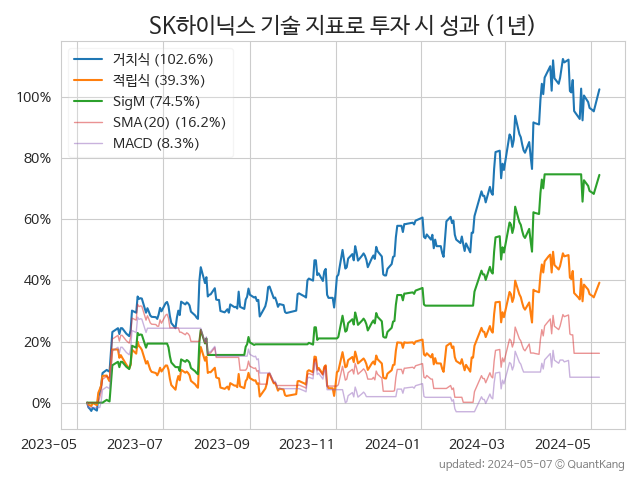 SK하이닉스 기술 지표로 투자 시 성과 (1년)
거치식 (102.6%)
적립식 (39.3%)
SigM (74.5%)
SMA(20) (16.2%)
MACD (8.3%)
100%
80%
60%
40%
20%
0%
2023-05 2023-07 2023-09 2023-11 2024-01 2024-03 2024-05
updated: 2024-05-07 © QuantKang